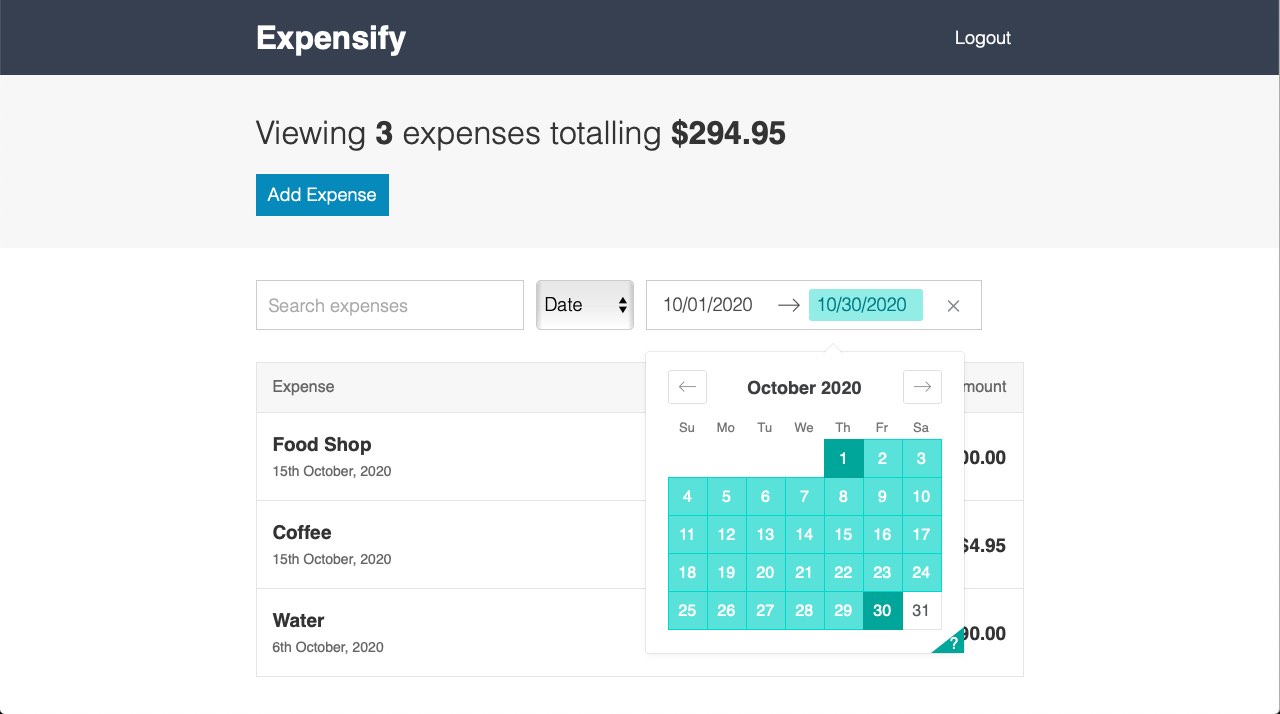 Expensify
Logout
Viewing 3 expenses totalling $294.95
Add Expense
Search expenses
Date
10/01/2020
10/30/2020
Expense
mount
October 2020
Su Mo Tu We Th Fr Sa
1 2 3
4 5 6 7 8 9 10
11 12 13 14 15 16 17
18 19 20 21 22 23 24
25 26 27 28 29 30 31
?
Food Shop
15th October, 2020
00.00
Coffee
15th October, 2020
$4.95
Water
6th October, 2020
90.00